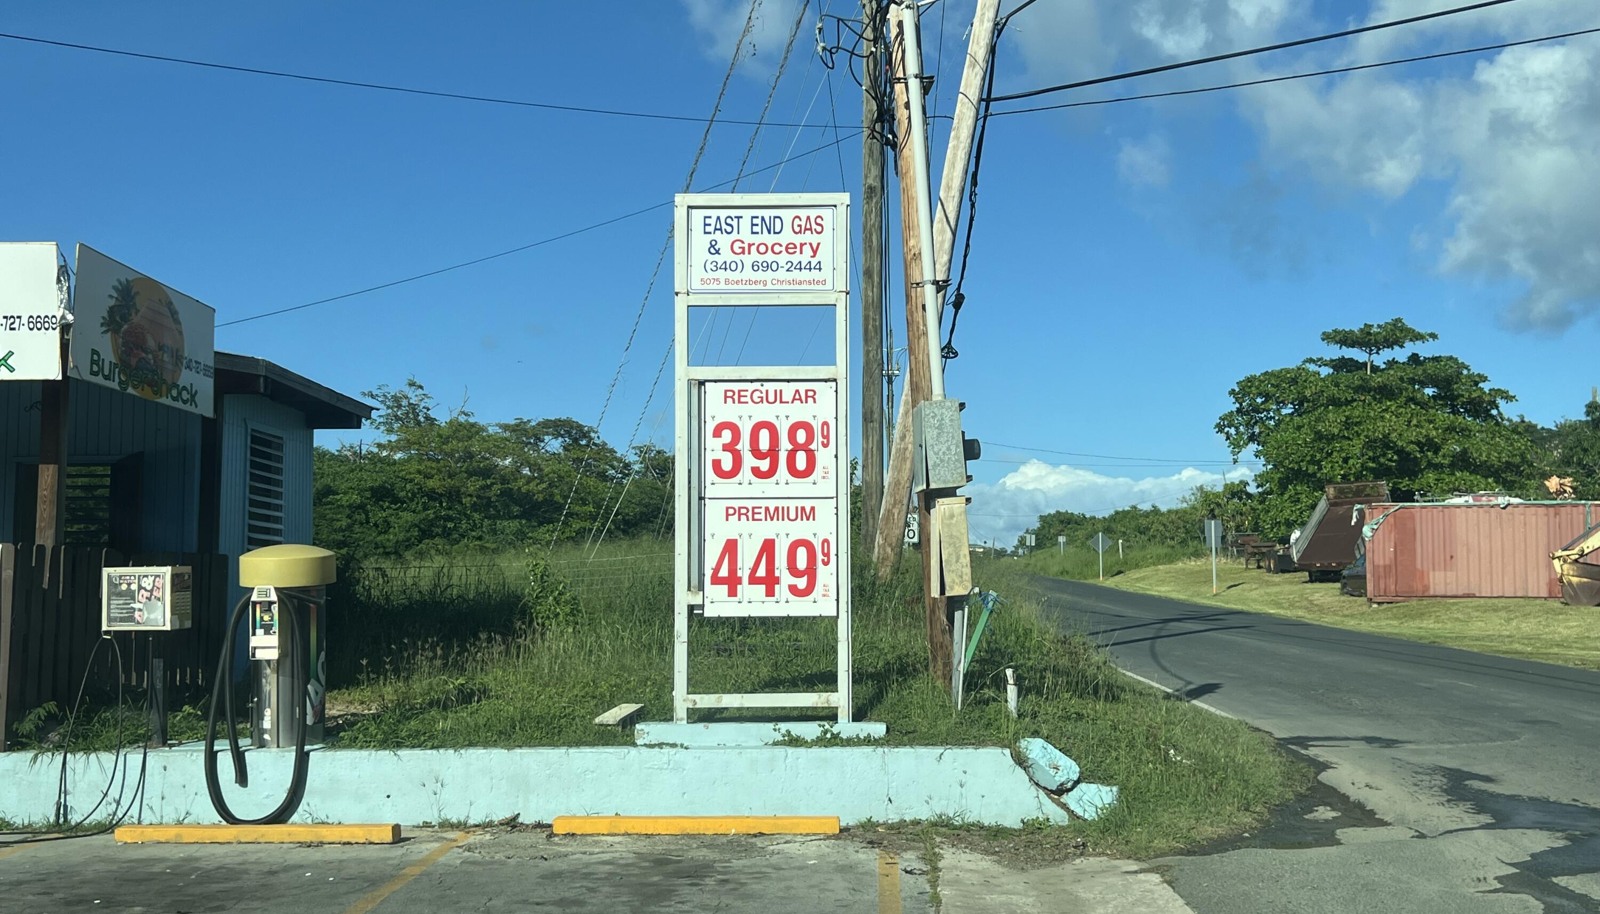 EAST END GAS
& Grocery
(340) 690-2444
5075 Boetzberg Christiansted
REGULAR
398 9
PREMIUM
449 9
-727-6669
Burger Shack